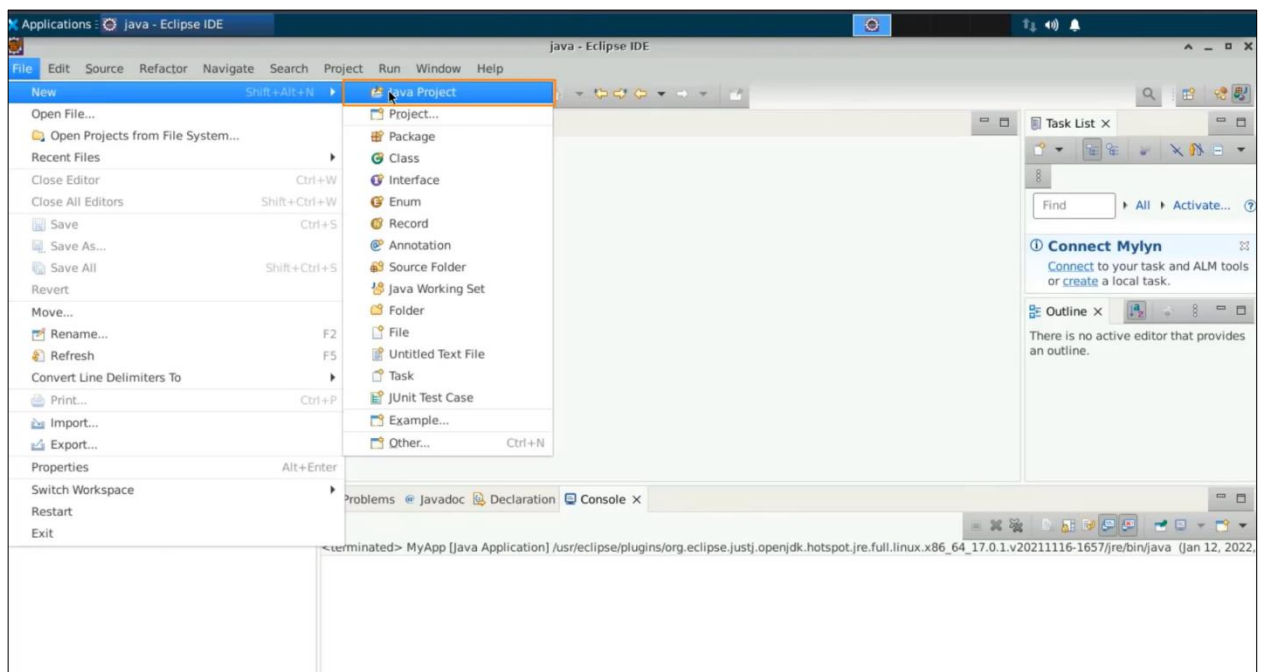 Applications : java - Eclipse IDE
java - Eclipse IDE
File Edit Source Refactor Navigate Search Project Run Window Help
New Shift+Alt+N
Open File...
Open Projects from File System...
Recent Files
Close Editor Ctrl+W
Close All Editors Shift+Ctrl+W
Save Ctrl+S
Save As...
Save All Shift+Ctrl+S
Revert
Move...
Rename... F2
Refresh F5
Convert Line Delimiters To
Print... Ctrl+P
Import...
Export...
Properties Alt+Enter
Switch Workspace
Restart
Exit
Java Project
Project...
Package
Class
Interface
Enum
Record
Annotation
Source Folder
Java Working Set
Folder
File
Untitled Text File
Task
JUnit Test Case
Example...
Other... Ctrl+N
Task List
Find All Activate...
Connect Mylyn
Connect to your task and ALM tools
or create a local task.
Outline
There is no active editor that provides
an outline.
Problems Javadoc Declaration Console
<terminated> MyApp [Java Application] /usr/eclipse/plugins/org.eclipse.justj.openjdk.hotspot.jre.full.linux.x86_64_17.0.1.v20211116-1657/jre/bin/java (Jan 12, 2022,